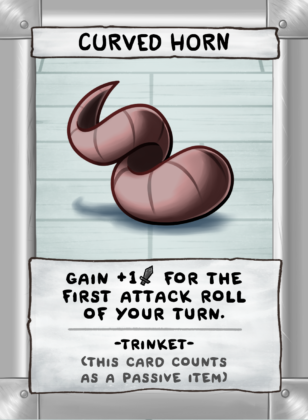 CURVED HORN
GAIN +1 FOR THE
FIRST ATTACK ROLL
OF YOUR TURN.
-TRINKET-
(THIS CARD COUNTS
AS A PASSIVE ITEM)